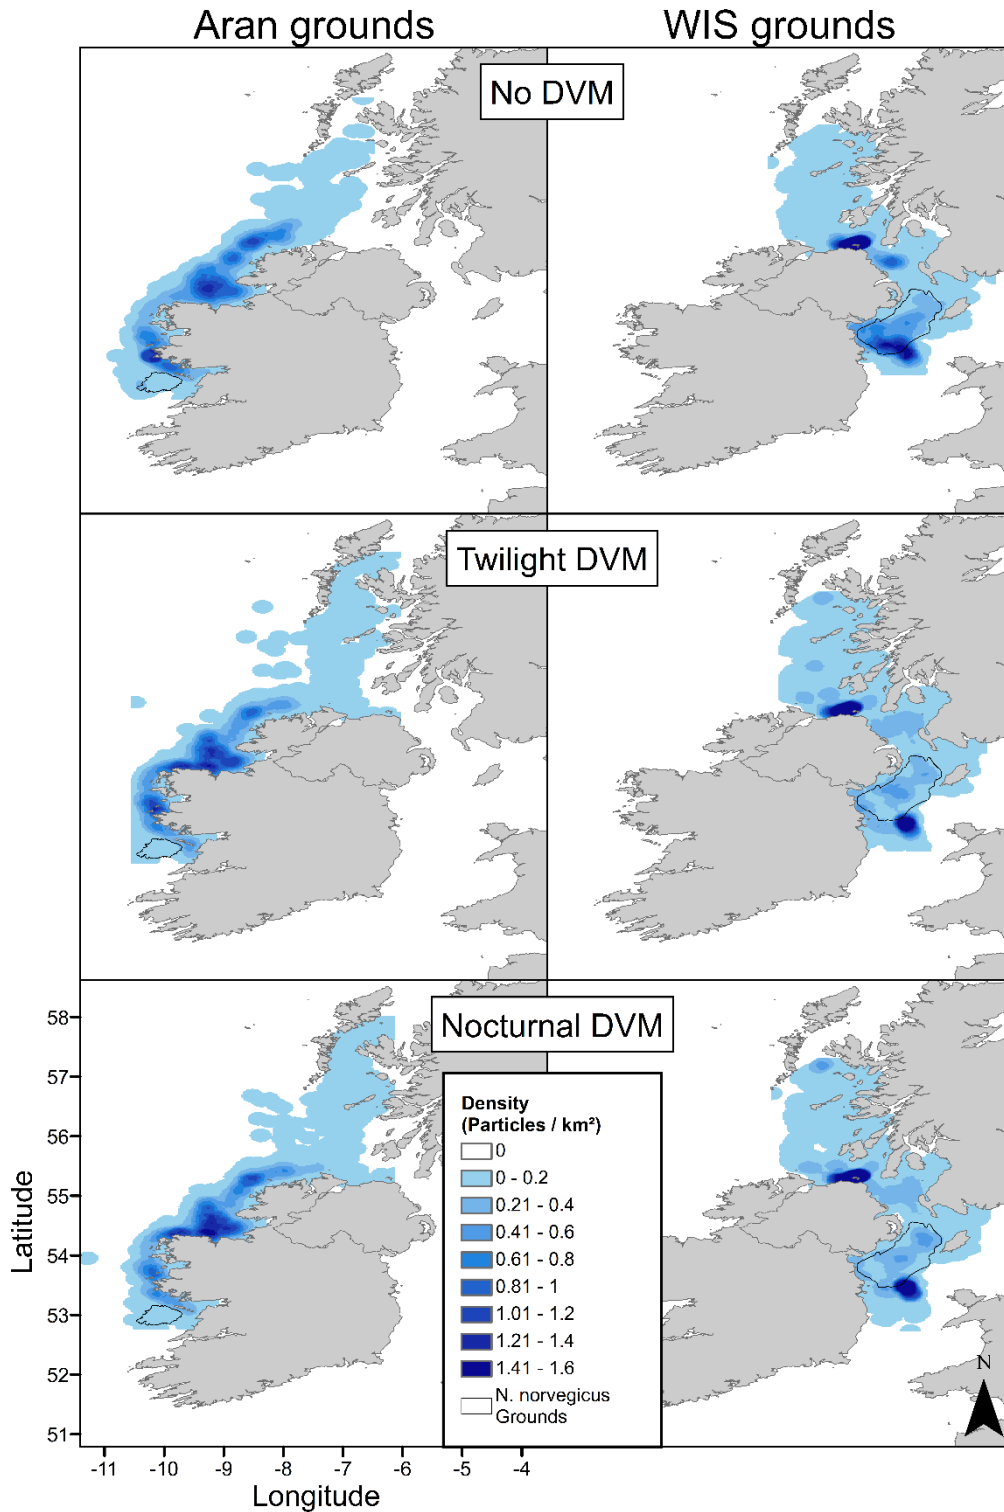 Aran grounds
WIS grounds
No DVM
Twilight DVM
Nocturnal DVM
58
57
56
55
54
53
52
51
Latitude
Density
(Particles / km²)
0
0 - 0.2
0.21 - 0.4
0.41 - 0.6
0.61 - 0.8
0.81 - 1
1.01 - 1.2
1.21 - 1.4
1.41 - 1.6
N. norvegicus
Grounds
N
-11 -10 -9 -8 -7 -6 -5 -4
Longitude